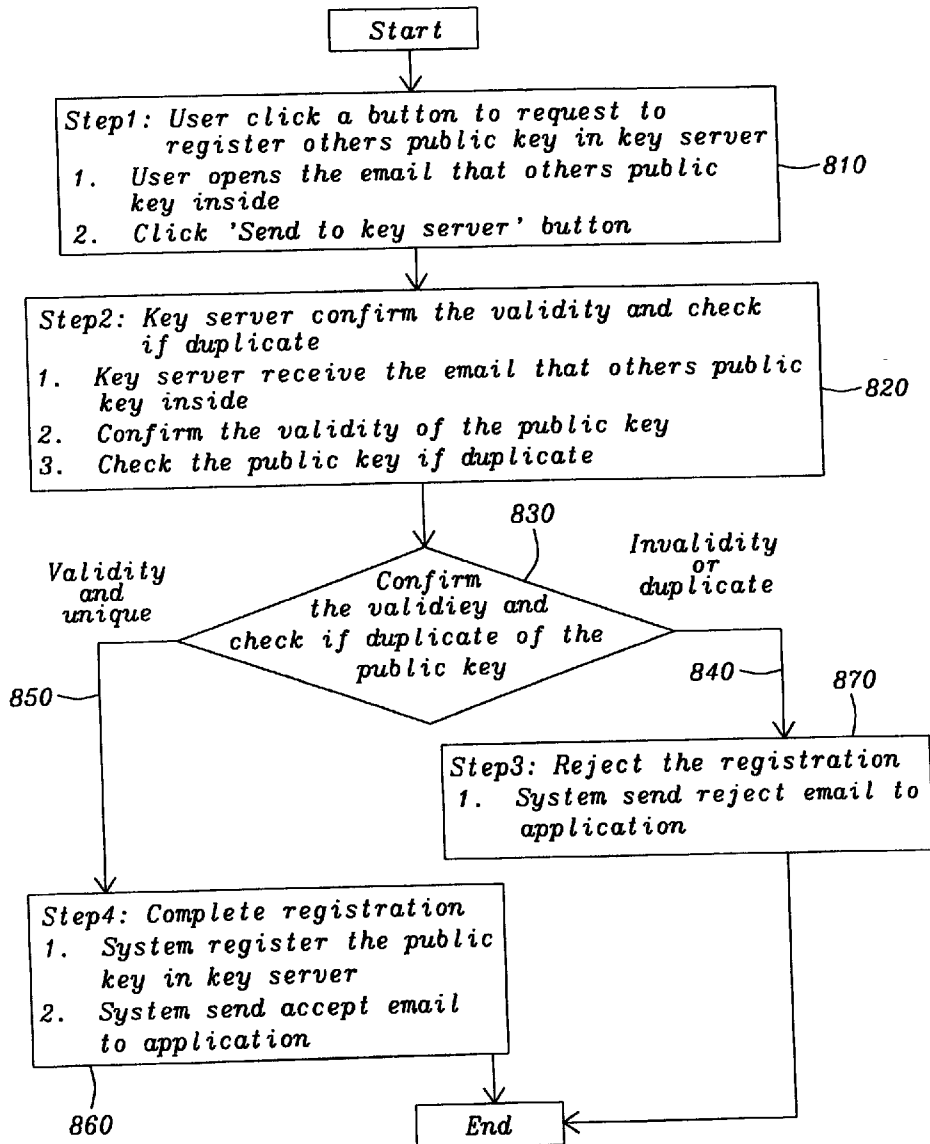 Start
Step1: User click a button to request to
register others public key in key server
1. User opens the email that others public
key inside
2. Click 'Send to key server' button
810
Step2: Key server confirm the validity and check
if duplicate
1. Key server receive the email that others public
key inside
2. Confirm the validity of the public key
3. Check the public key if duplicate
820
830
Validity
and
unique
Confirm
the validiey and
check if duplicate of the
public key
Invalidity
or
duplicate
850
840
870
Step3: Reject the registration
1. System send reject email to
application
Step4: Complete registration
1. System register the public
key in key server
2. System send accept email
to application
860
End